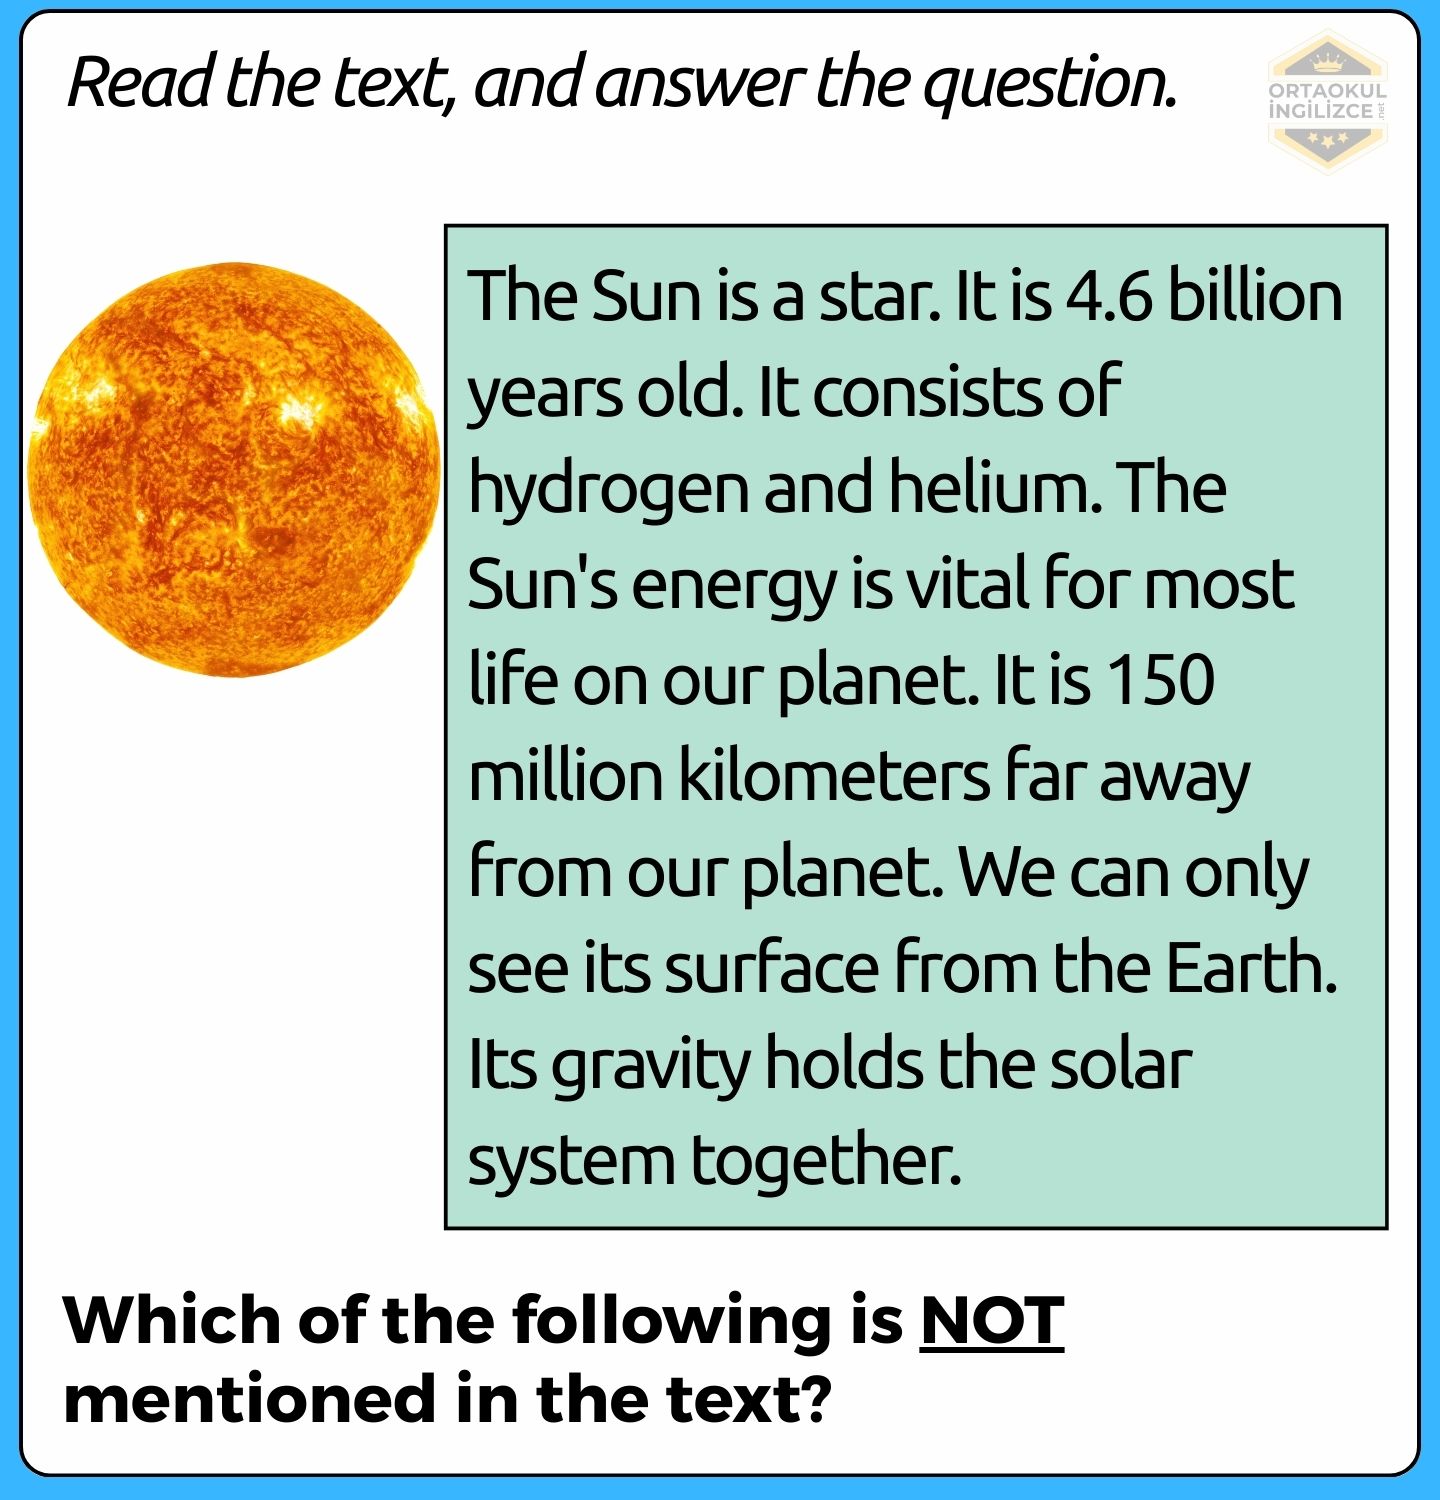 Read the text, and answer the question.
ORTAOKUL
İNGİLİZCE
.net
The Sun is a star. It is 4.6 billion
years old. It consists of
hydrogen and helium. The
Sun's energy is vital for most
life on our planet. It is 150
million kilometers far away
from our planet. We can only
see its surface from the Earth.
Its gravity holds the solar
system together.
Which of the following is NOT
mentioned in the text?